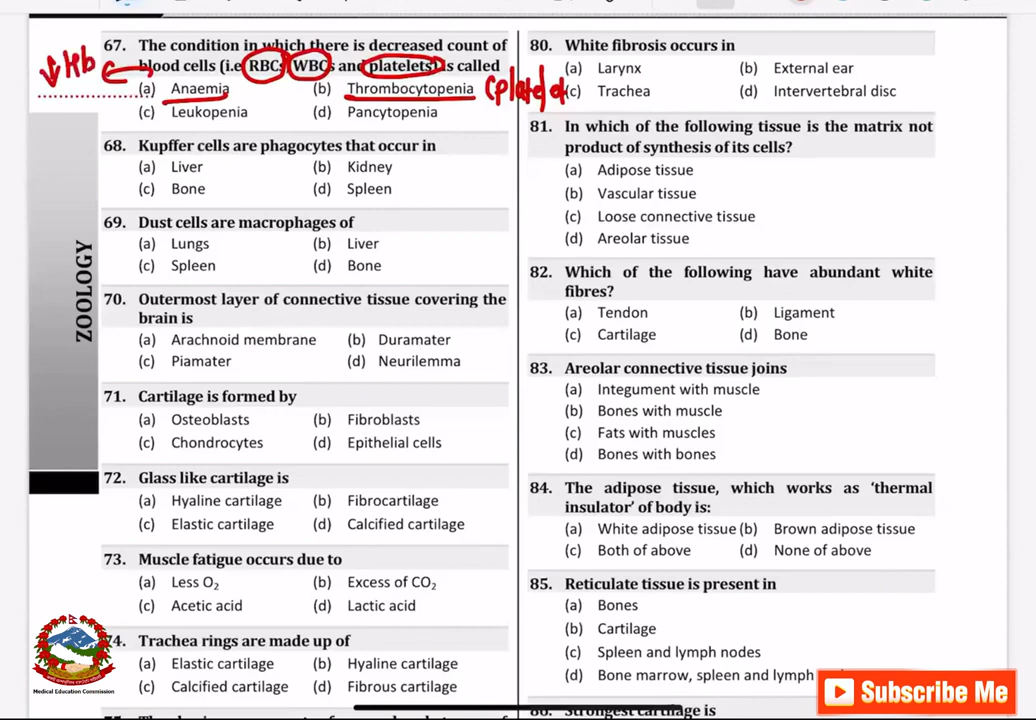 67. The condition in which there is decreased count of
blood cells (i.e RBCs WBCs and platelets) is called
(a) Anaemia (b) Thrombocytopenia
(c) Leukopenia (d) Pancytopenia
↓Hb
68. Kupffer cells are phagocytes that occur in
(a) Liver (b) Kidney
(c) Bone (d) Spleen
69. Dust cells are macrophages of
(a) Lungs (b) Liver
(c) Spleen (d) Bone
70. Outermost layer of connective tissue covering the
brain is
(a) Arachnoid membrane (b) Duramater
(c) Piamater (d) Neurilemma
71. Cartilage is formed by
(a) Osteoblasts (b) Fibroblasts
(c) Chondrocytes (d) Epithelial cells
72. Glass like cartilage is
(a) Hyaline cartilage (b) Fibrocartilage
(c) Elastic cartilage (d) Calcified cartilage
73. Muscle fatigue occurs due to
(a) Less O₂ (b) Excess of CO₂
(c) Acetic acid (d) Lactic acid
74. Trachea rings are made up of
(a) Elastic cartilage (b) Hyaline cartilage
(c) Calcified cartilage (d) Fibrous cartilage
ZOOLOGY
Medical Education Commission
80. White fibrosis occurs in
(a) Larynx (b) External ear
(c) Trachea (d) Intervertebral disc
81. In which of the following tissue is the matrix not
product of synthesis of its cells?
(a) Adipose tissue
(b) Vascular tissue
(c) Loose connective tissue
(d) Areolar tissue
82. Which of the following have abundant white
fibres?
(a) Tendon (b) Ligament
(c) Cartilage (d) Bone
83. Areolar connective tissue joins
(a) Integument with muscle
(b) Bones with muscle
(c) Fats with muscles
(d) Bones with bones
84. The adipose tissue, which works as ‘thermal
insulator’ of body is:
(a) White adipose tissue (b) Brown adipose tissue
(c) Both of above (d) None of above
85. Reticulate tissue is present in
(a) Bones
(b) Cartilage
(c) Spleen and lymph nodes
(d) Bone marrow, spleen and lymph
86. Strongest cartilage is
Subscribe Me